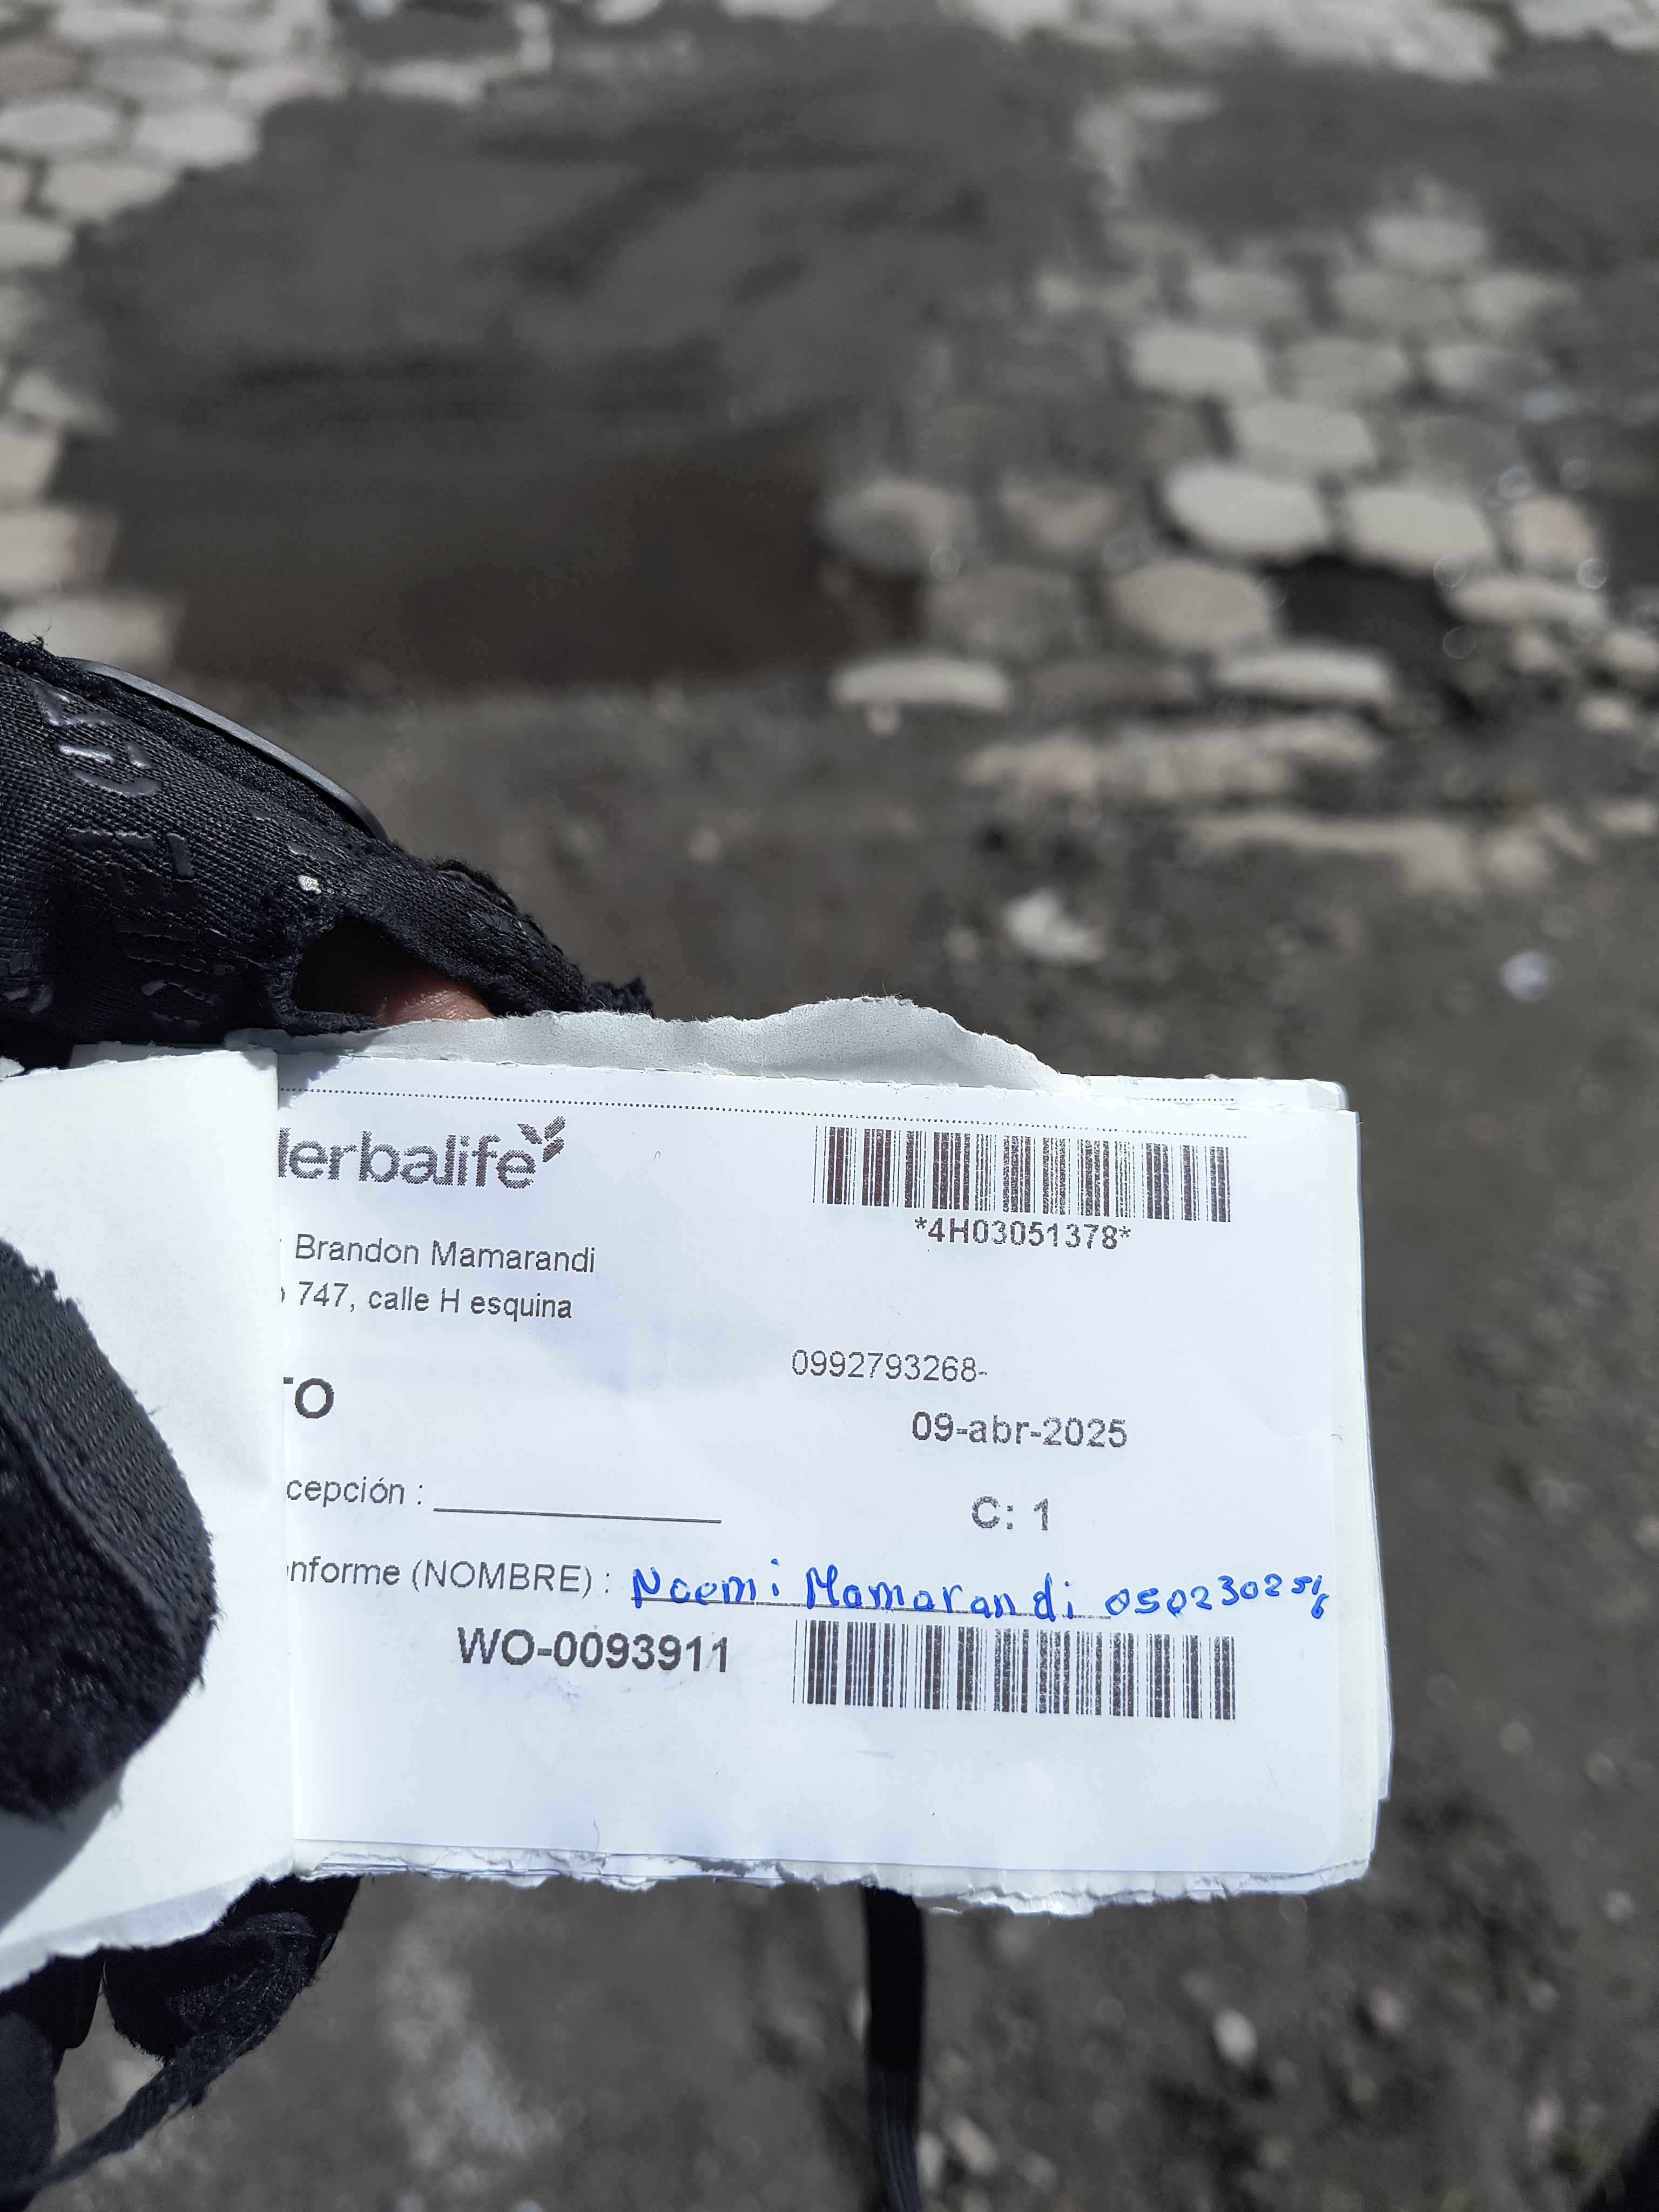 Herbalife
*4H03051378*
Brandon Mamarandi
747, calle H esquina
0992793268-
TO
09-abr-2025
cepción :
C: 1
nforme (NOMBRE) : Noemi Mamarandi
WO-0093911